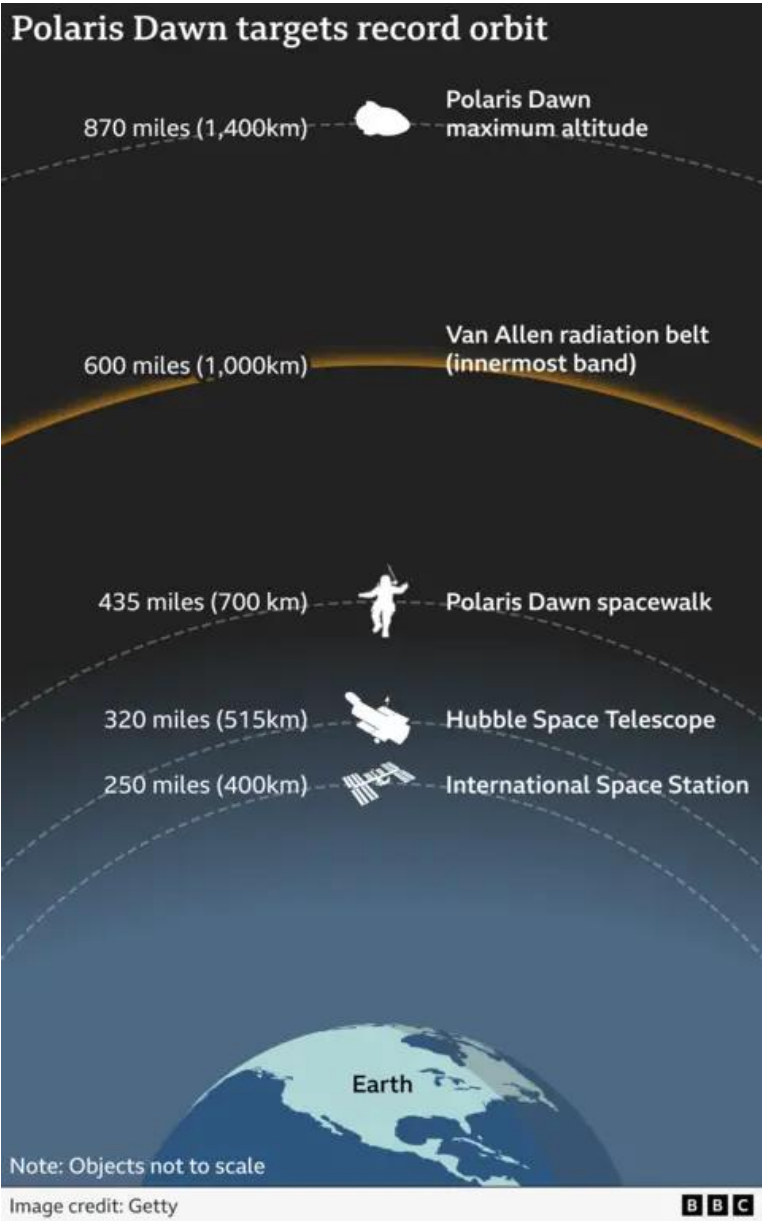 Polaris Dawn targets record orbit
870 miles (1,400km)
Polaris Dawn
maximum altitude
600 miles (1,000km)
Van Allen radiation belt
(innermost band)
435 miles (700 km)
Polaris Dawn spacewalk
320 miles (515km)
Hubble Space Telescope
250 miles (400km)
International Space Station
Earth
Note: Objects not to scale
Image credit: Getty
BBC